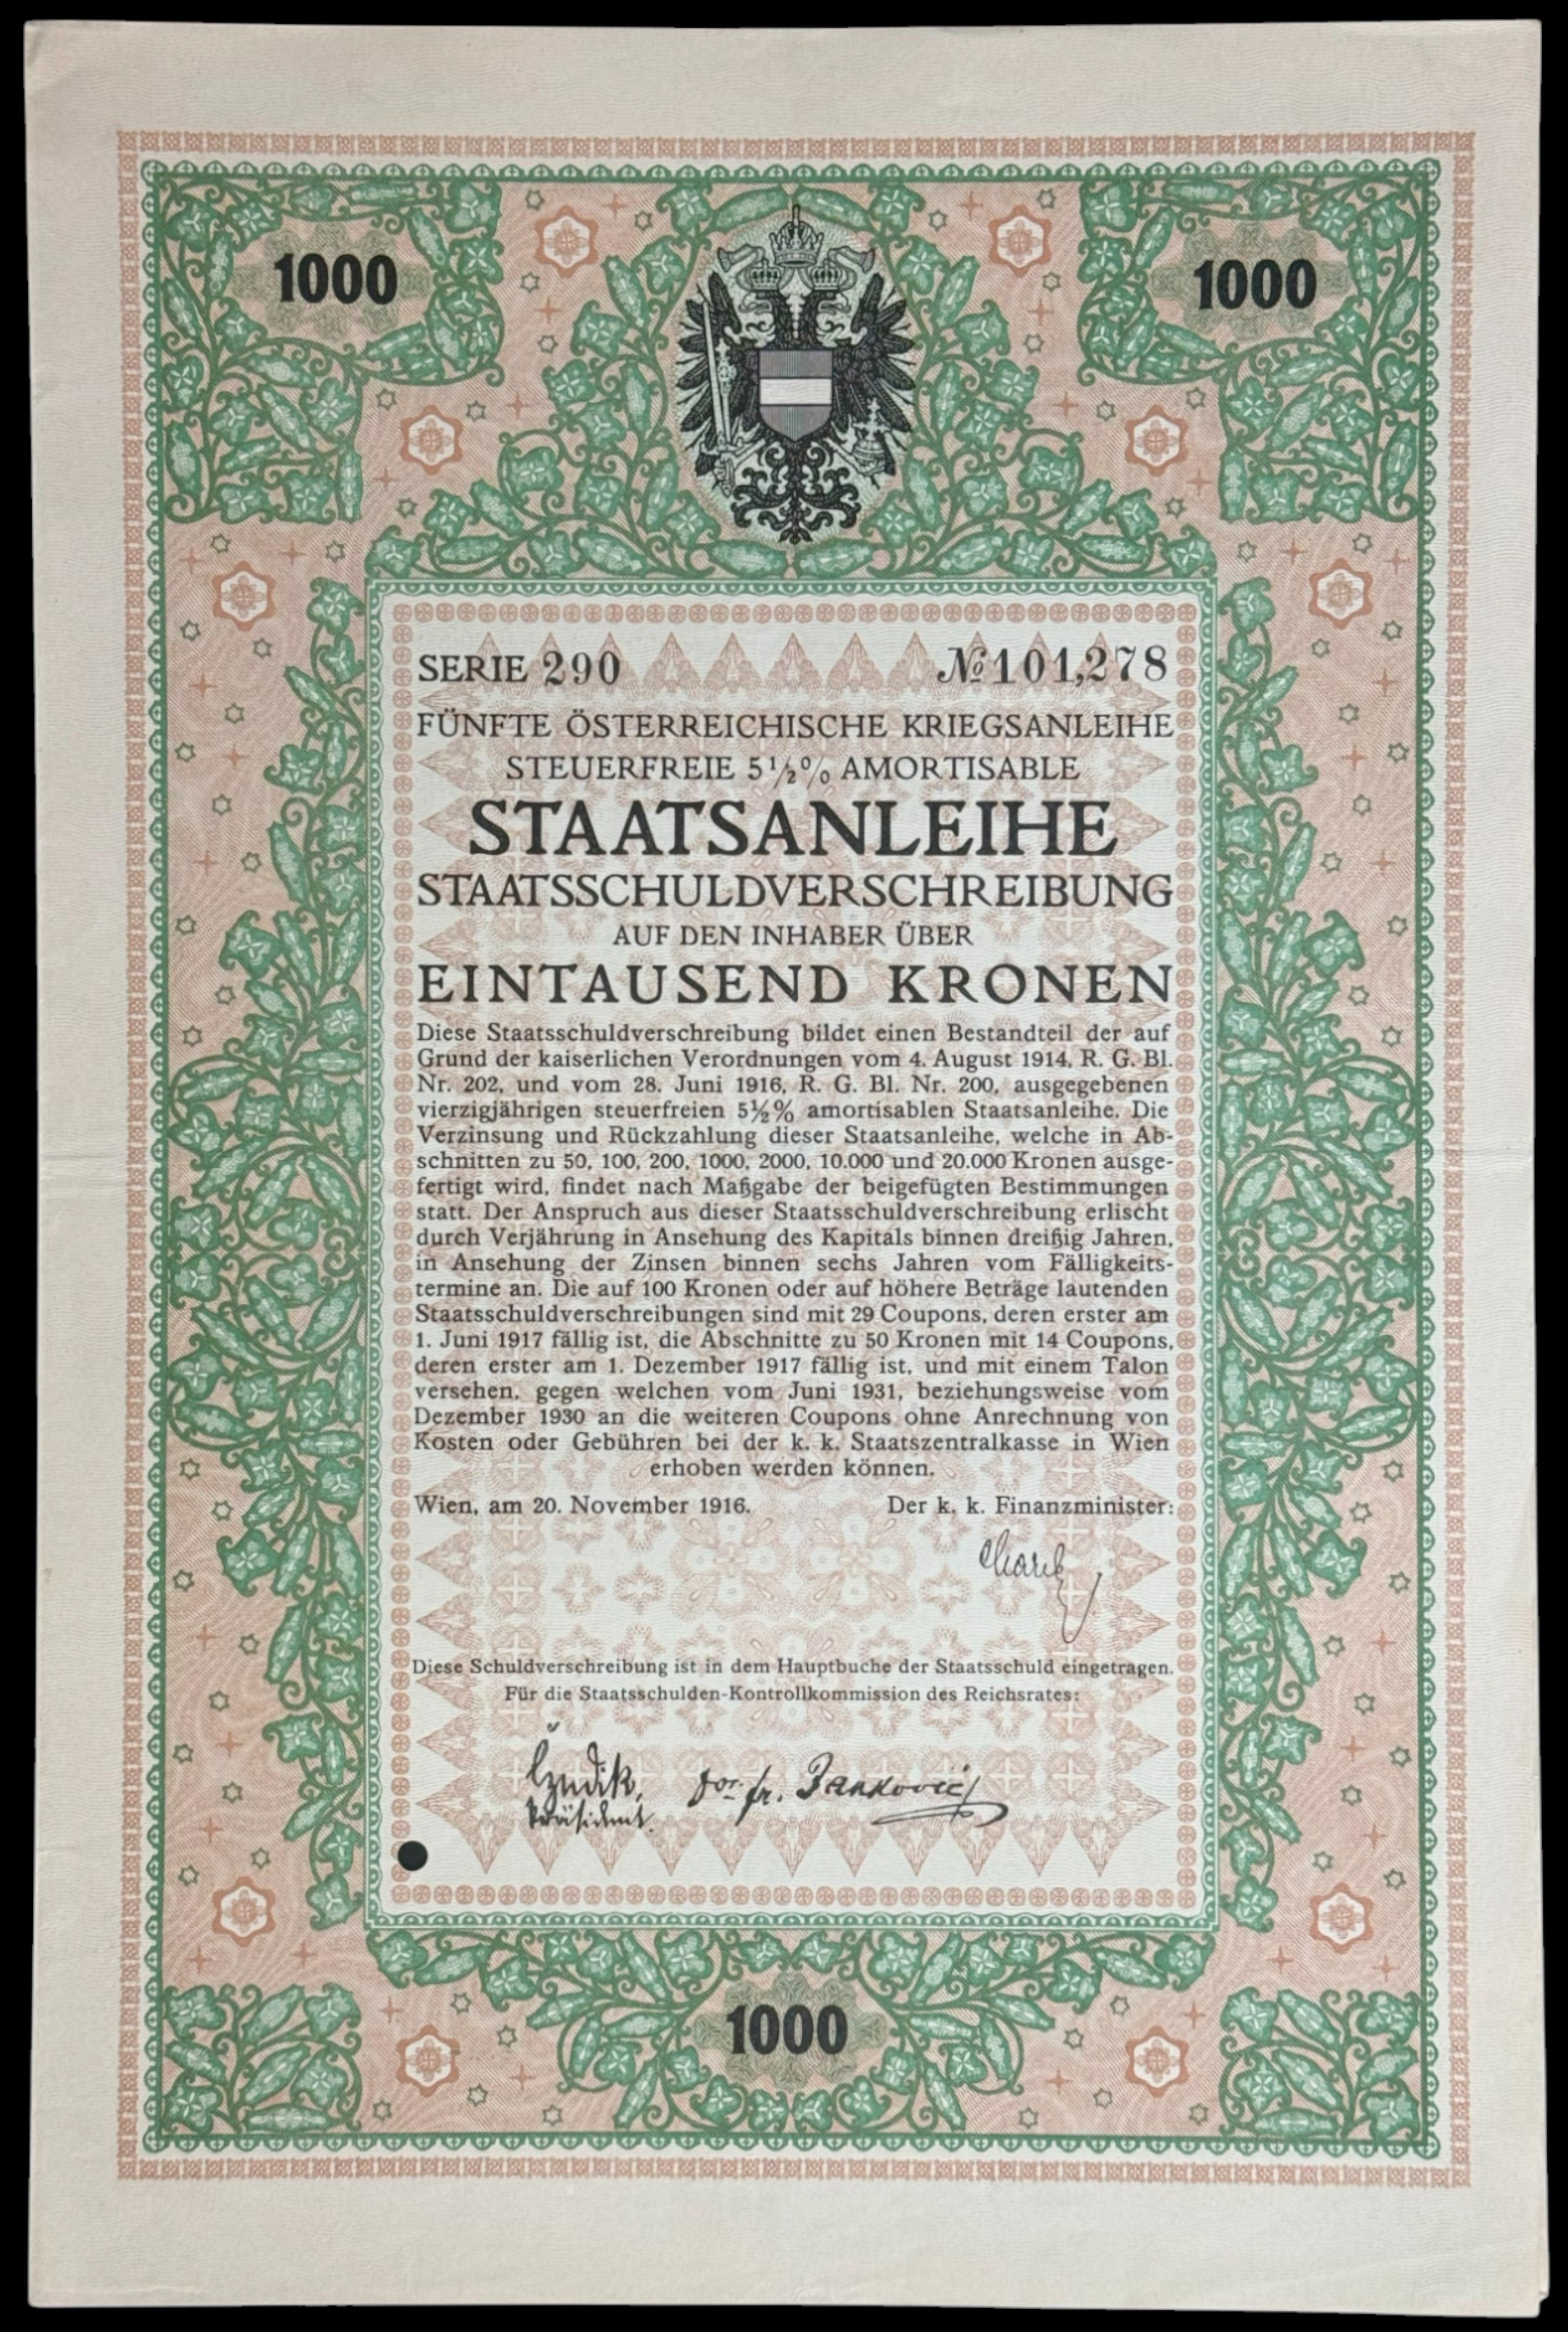 1000
1000
SERIE 290 № 101,278
FÜNFTE ÖSTERREICHISCHE KRIEGSANLEIHE
STEUERFREIE 5½% AMORTISABLE
STAATSANLEIHE
STAATSSCHULDVERSCHREIBUNG
AUF DEN INHABER ÜBER
EINTAUSEND KRONEN
Diese Staatsschuldverschreibung bildet einen Bestandteil der auf
Grund der kaiserlichen Verordnungen vom 4. August 1914, R. G. Bl.
Nr. 202, und vom 28. Juni 1916, R. G. Bl. Nr. 200, ausgegebenen
vierzigjährigen steuerfreien 5½% amortisablen Staatsanleihe. Die
Verzinsung und Rückzahlung dieser Staatsanleihe, welche in Ab-
schnitten zu 50, 100, 200, 1000, 2000, 10.000 und 20.000 Kronen ausge-
fertigt wird, findet nach Maßgabe der beigefügten Bestimmungen
statt. Der Anspruch aus dieser Staatsschuldverschreibung erlischt
durch Verjährung in Ansehung des Kapitals binnen dreißig Jahren,
in Ansehung der Zinsen binnen sechs Jahren vom Fälligkeits-
termine an. Die auf 100 Kronen oder auf höhere Beträge lautenden
Staatsschuldverschreibungen sind mit 29 Coupons, deren erster am
1. Juni 1917 fällig ist, die Abschnitte zu 50 Kronen mit 14 Coupons,
deren erster am 1. Dezember 1917 fällig ist, und mit einem Talon
versehen, gegen welchen vom Juni 1931, beziehungsweise vom
Dezember 1930 an die weiteren Coupons ohne Anrechnung von
Kosten oder Gebühren bei der k. k. Staatszentralkasse in Wien
erhoben werden können.
Wien, am 20. November 1916. Der k. k. Finanzminister:
Diese Schuldverschreibung ist in dem Hauptbuche der Staatsschuld eingetragen.
Für die Staatsschulden-Kontrollkommission des Reichsrates:
Czedik, Dor. fr. Janković
Präsident.
1000